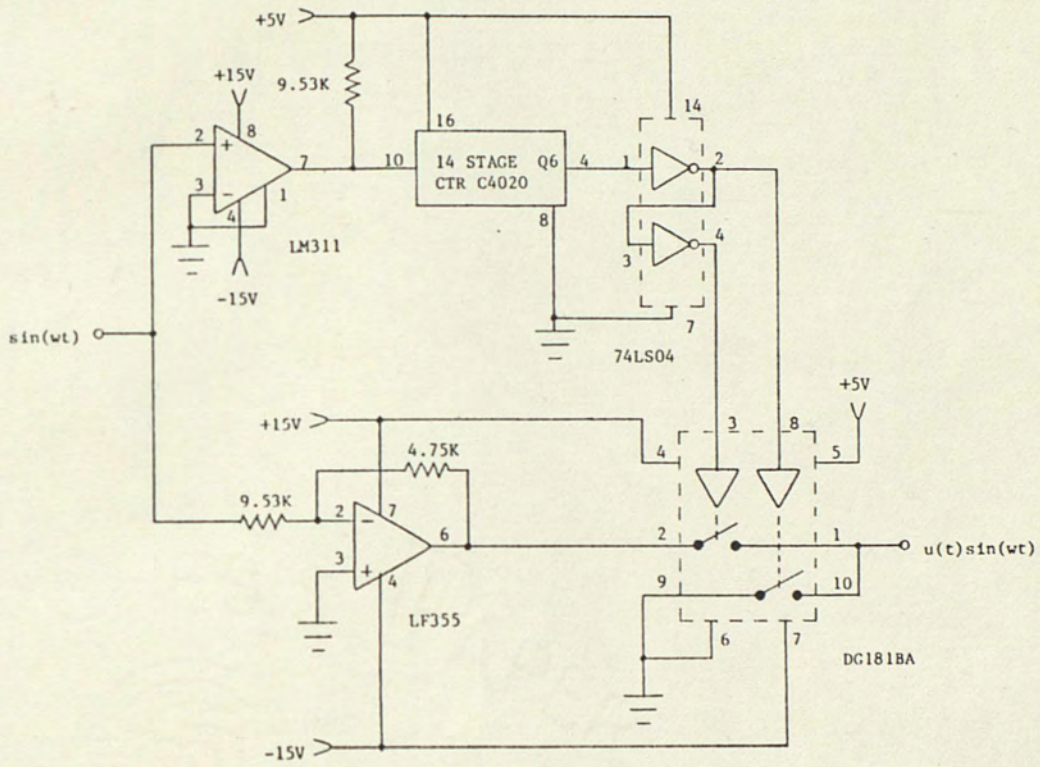 +5V
+15V
9.53K
14
16
2
+
8
7
10
14 STAGE Q6
CTR C4020
4
1
2
3
-
1
4
8
3
4
LM311
-15V
7
sin(wt)
74LS04
+5V
+15V
3
8
4
5
4.75K
9.53K
2
-
7
6
2
1
u(t)sin(wt)
3
+
4
9
10
LF355
6
7
DG181BA
-15V